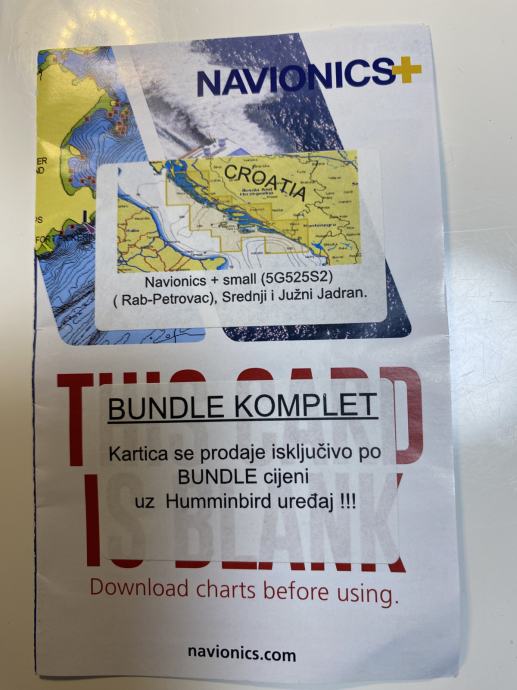 NAVIONICS+
CROATIA
Navionics + small (5G525S2)
( Rab-Petrovac), Srednji i Južni Jadran.
THIS CARD
BUNDLE KOMPLET
Kartica se prodaje isključivo po
BUNDLE cijeni
uz Humminbird uređaj !!!
IS BLANK
Download charts before using.
navionics.com